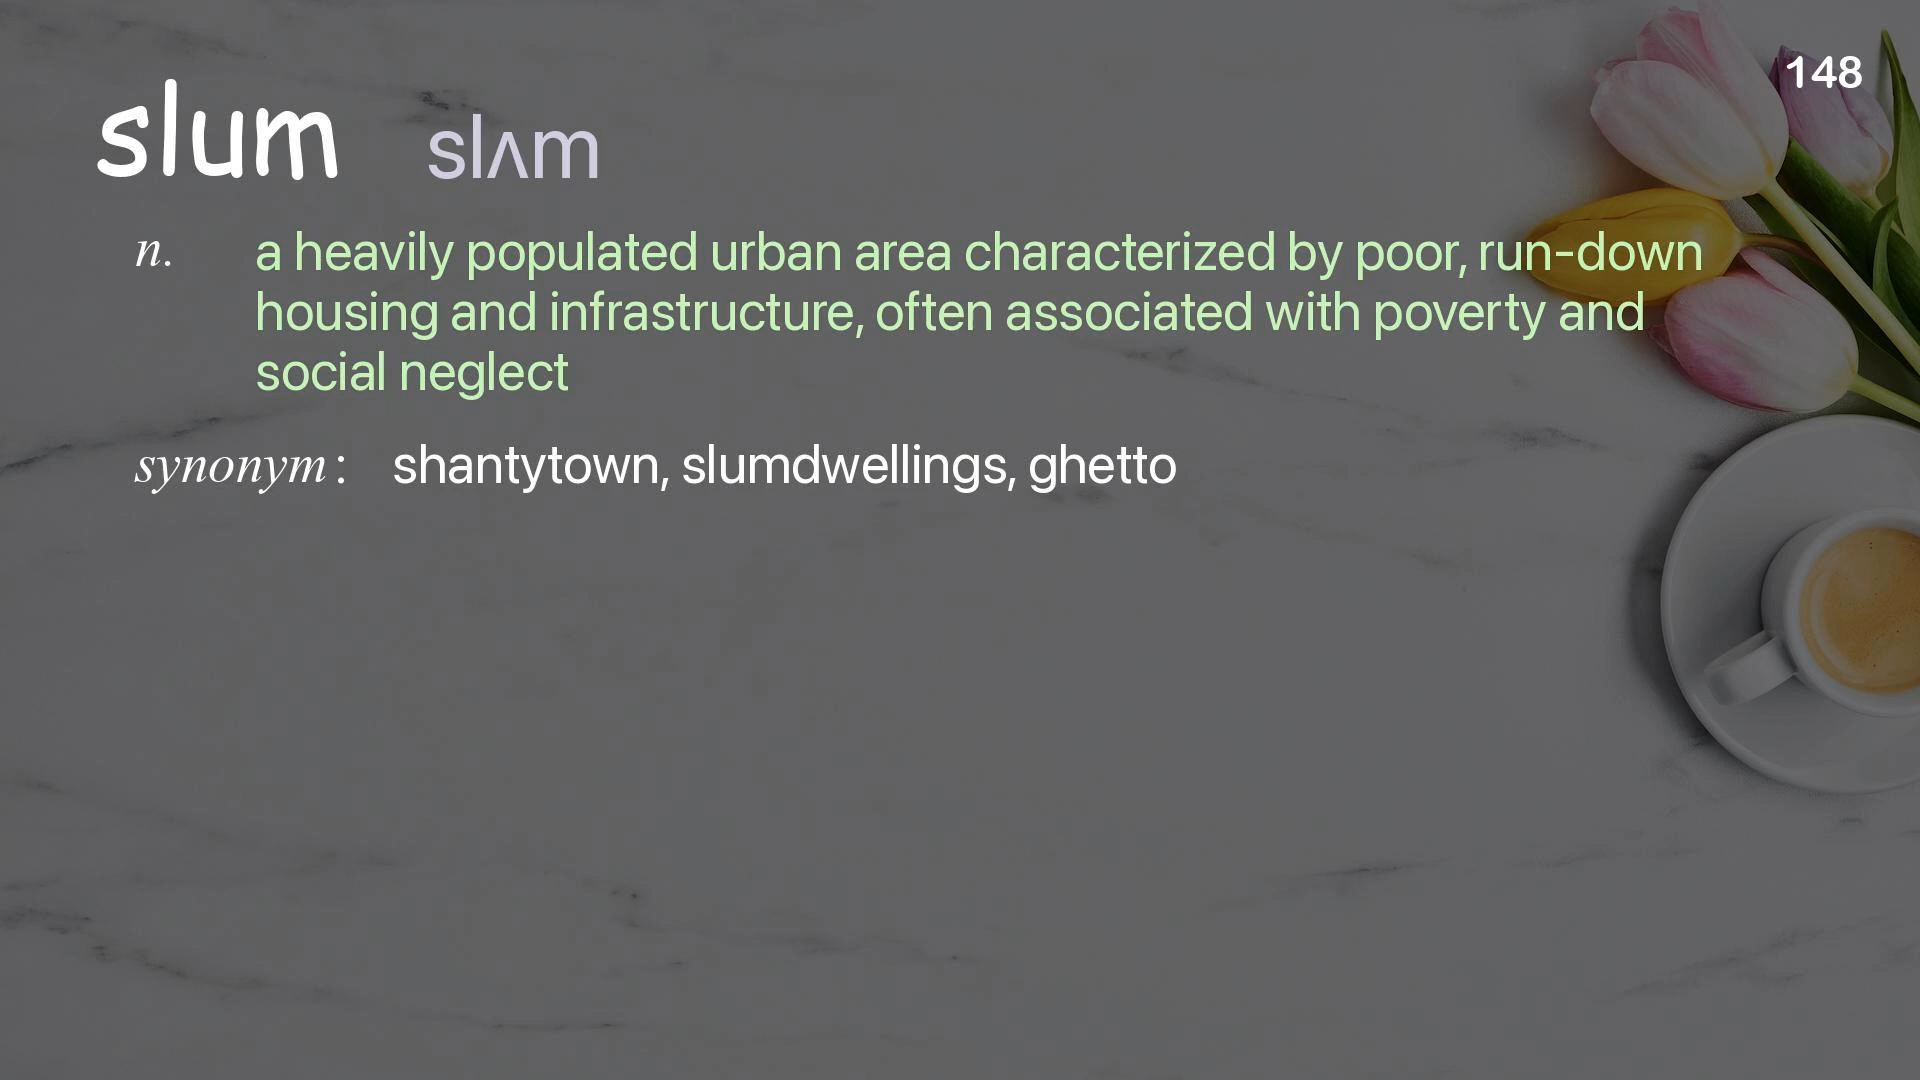 148
slum slʌm
n. a heavily populated urban area characterized by poor, run-down
housing and infrastructure, often associated with poverty and
social neglect
synonym : shantytown, slumdwellings, ghetto